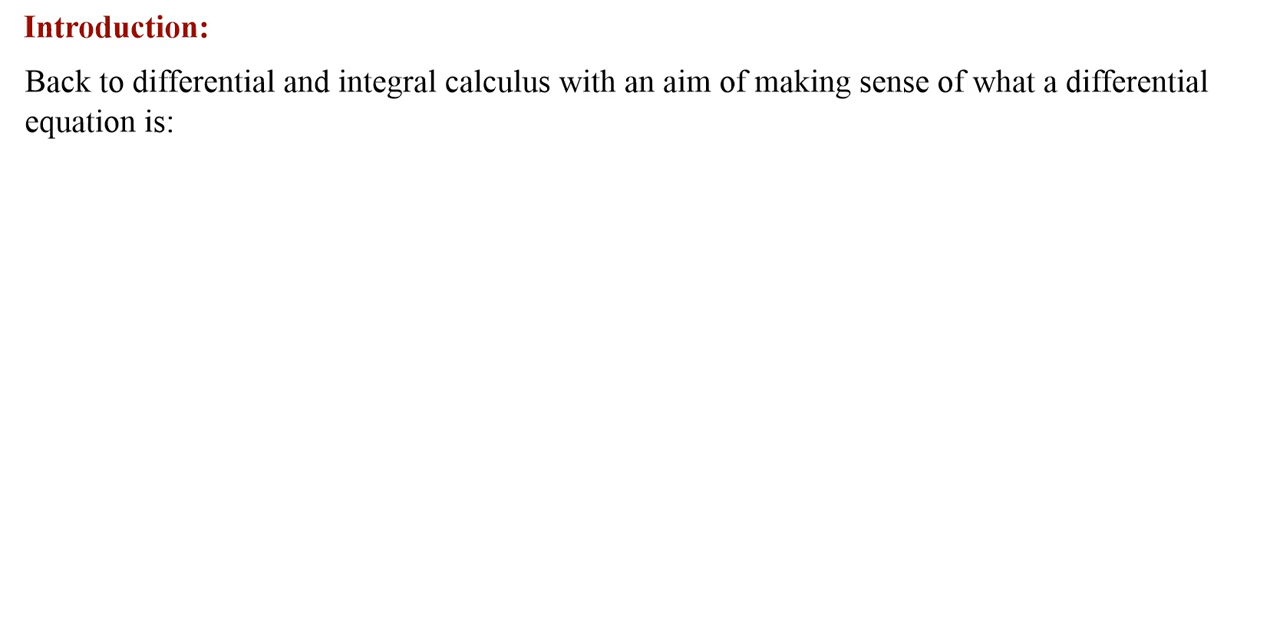 Introduction:
Back to differential and integral calculus with an aim of making sense of what a differential
equation is: